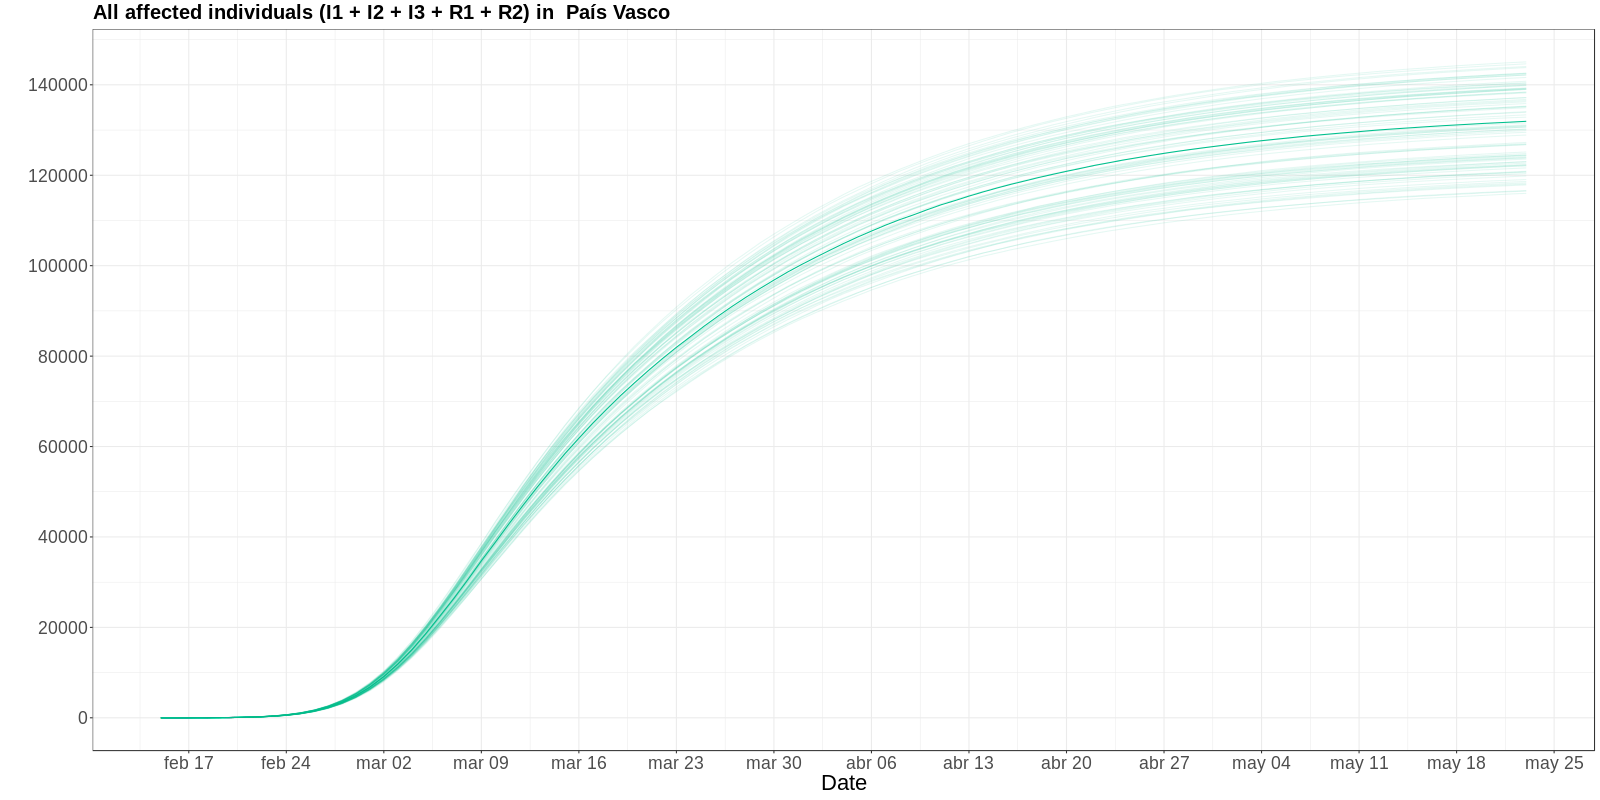 All affected individuals (I1 + I2 + I3 + R1 + R2) in  País Vasco
140000
120000
100000
80000
60000
40000
20000
0
feb 17 feb 24 mar 02 mar 09 mar 16 mar 23 mar 30 abr 06 abr 13 abr 20 abr 27 may 04 may 11 may 18 may 25
Date